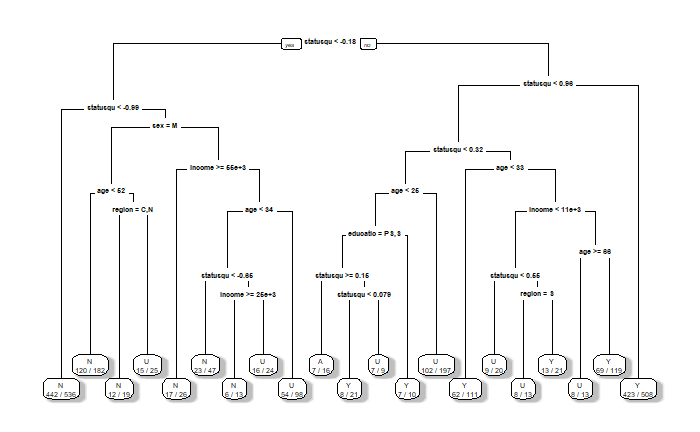 yes statusqu < -0.18 no
statusqu < 0.96
statusqu < -0.99
sex = M
statusqu < 0.32
income >= 55e+3
age < 33
age < 52
age < 25
region = C,N
age < 34
income < 11e+3
educatio = PS,S
age >= 66
statusqu < -0.65
statusqu >= 0.15
statusqu < 0.55
income >= 25e+3
statusqu < 0.079
region = S
N
120 / 182
U
15 / 25
N
23 / 47
U
16 / 24
A
7 / 16
U
7 / 9
U
102 / 197
U
9 / 20
Y
13 / 21
Y
69 / 119
N
442 / 536
N
12 / 19
N
17 / 26
N
6 / 13
U
54 / 98
Y
8 / 21
Y
7 / 10
Y
62 / 111
U
8 / 13
U
8 / 13
Y
423 / 508